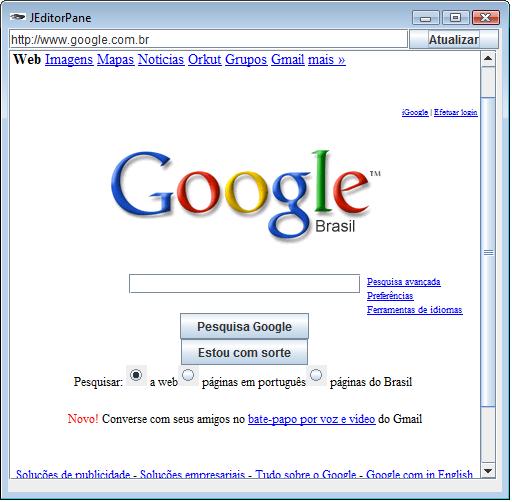 JEditorPane
http://www.google.com.br Atualizar
Web Imagens Mapas Notícias Orkut Grupos Gmail mais »
iGoogle | Efetuar login
Google™
Brasil
Pesquisa avançada
Preferências
Ferramentas de idiomas
Pesquisa Google
Estou com sorte
Pesquisar: a web páginas em português páginas do Brasil
Novo! Converse com seus amigos no bate-papo por voz e vídeo do Gmail
Soluções de publicidade - Soluções empresariais - Tudo sobre o Google - Google.com in English